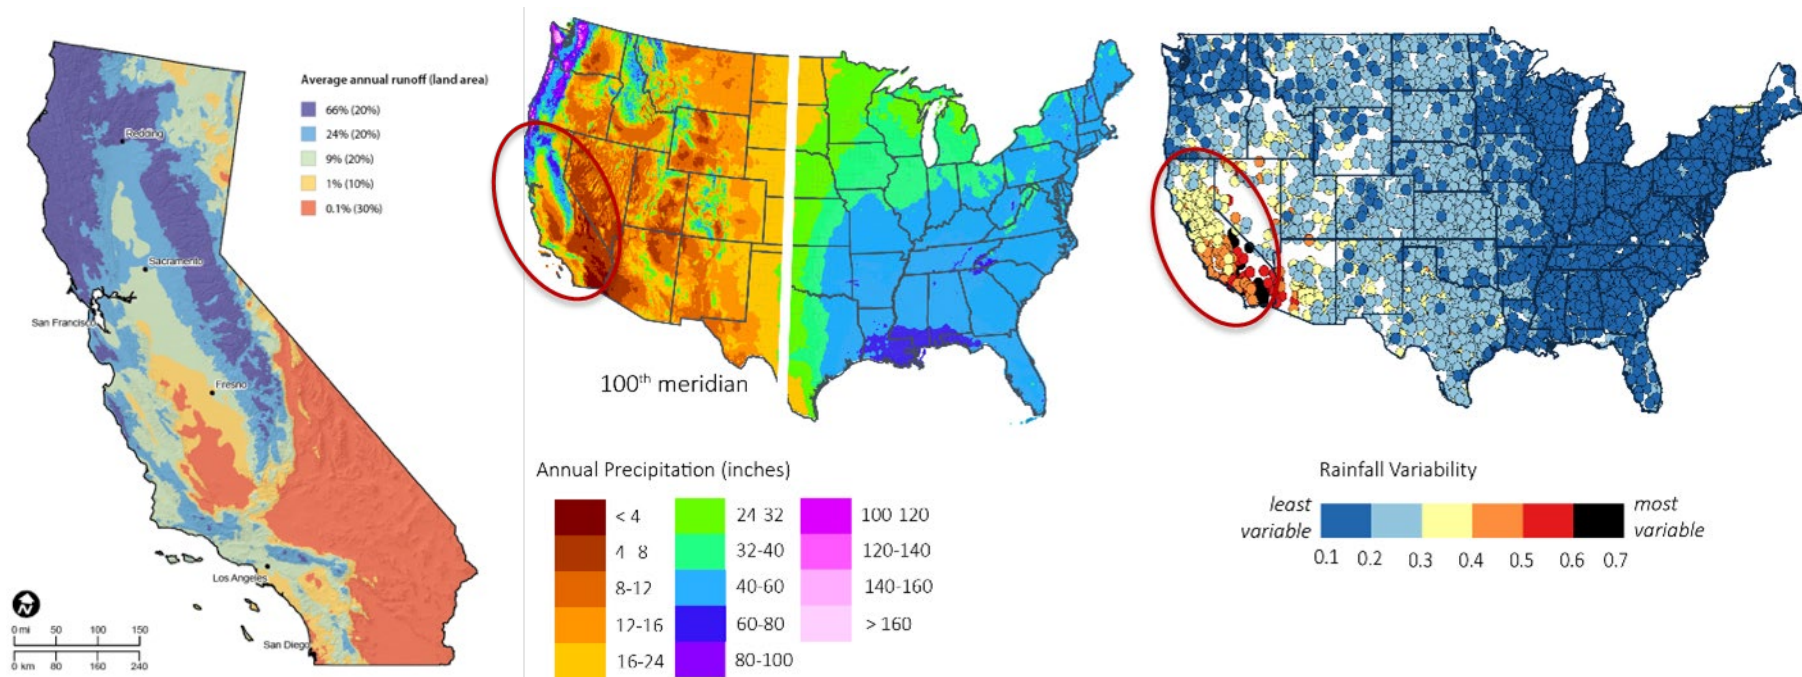 Average annual runoff (land area)
66% (20%)
24% (20%)
9% (20%)
1% (10%)
0.1% (30%)
Redding
Sacramento
San Francisco
Fresno
Los Angeles
San Diego
N
0 mi 50 100 150
0 km 80 160 240
100th meridian
Annual Precipitation (inches)
< 4
4 8
8-12
12-16
16-24
24 32
32-40
40-60
60-80
80-100
100 120
120-140
140-160
> 160
Rainfall Variability
least variable
most variable
0.1 0.2 0.3 0.4 0.5 0.6 0.7